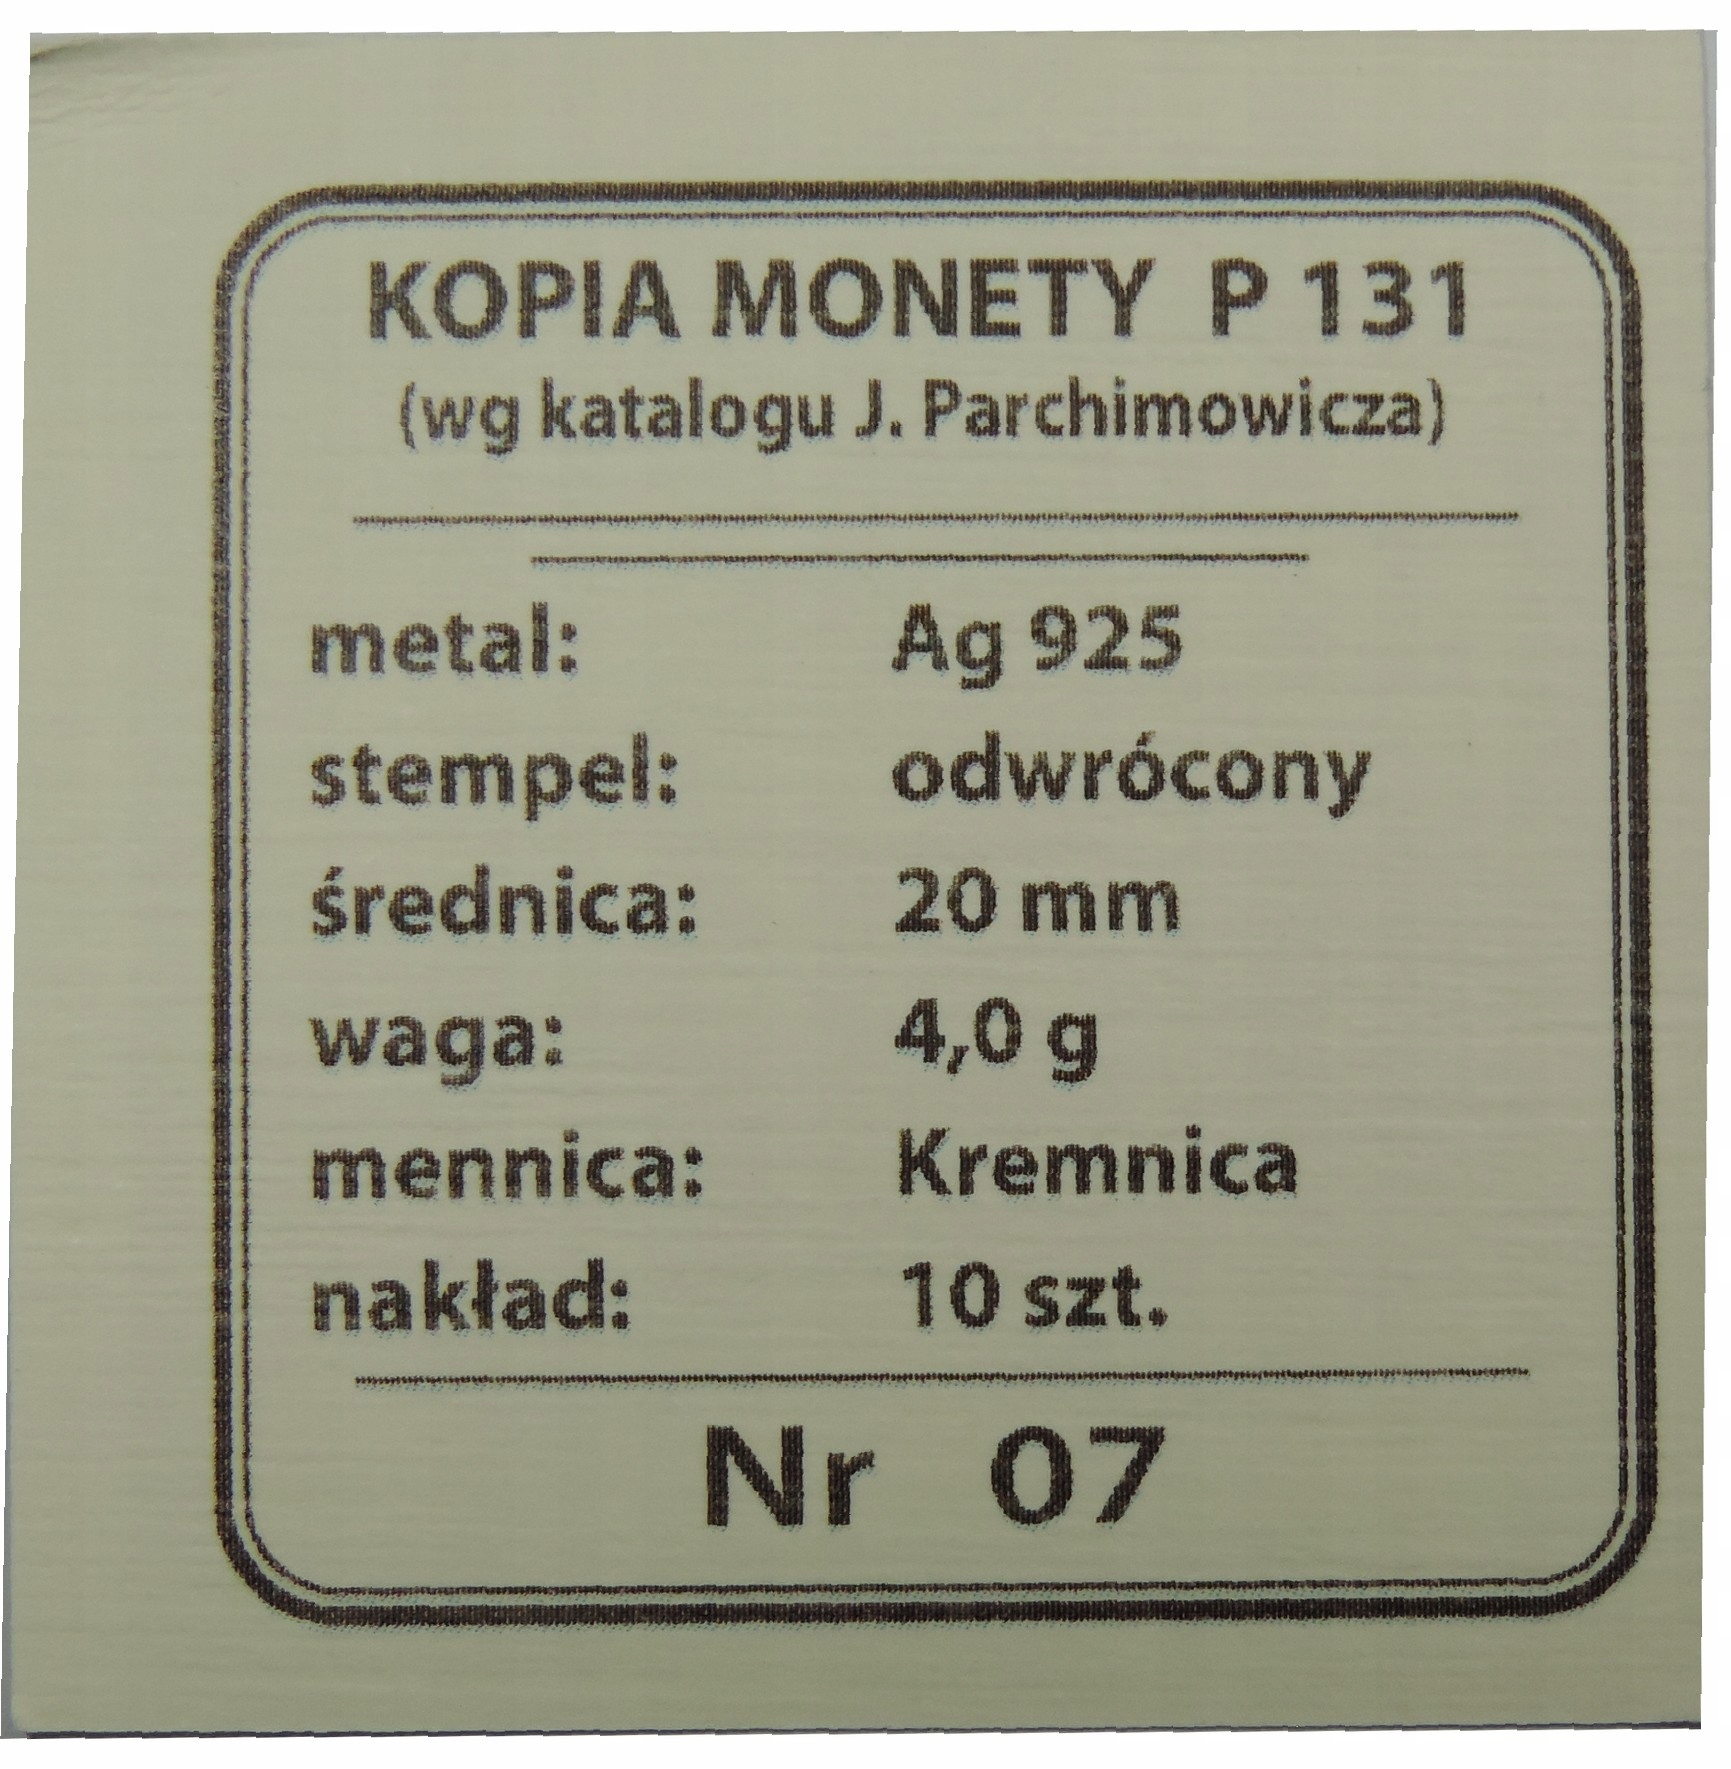 KOPIA MONETY P 131
(wg katalogu J. Parchimowicza)
metal: Ag 925
stempel: odwrócony
średnica: 20 mm
waga: 4,0 g
mennica: Kremnica
nakład: 10 szt.
Nr 07